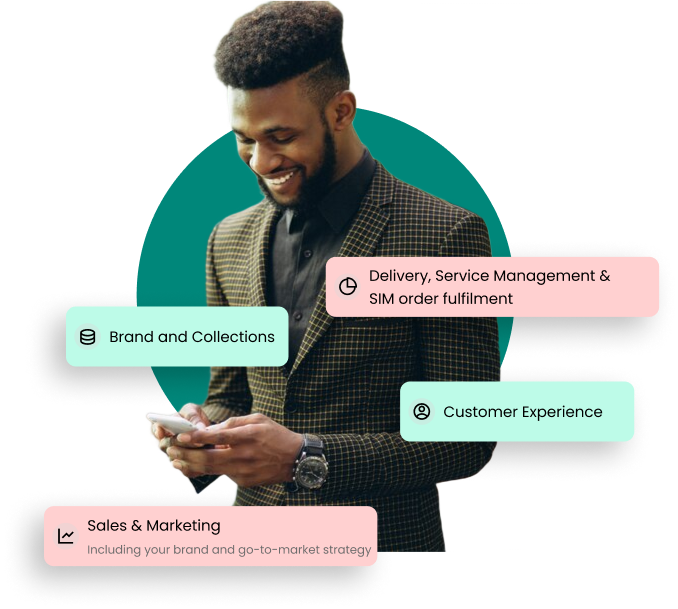 Delivery, Service Management &
SIM order fulfilment
Brand and Collections
Customer Experience
Sales & Marketing
Including your brand and go-to-market strategy